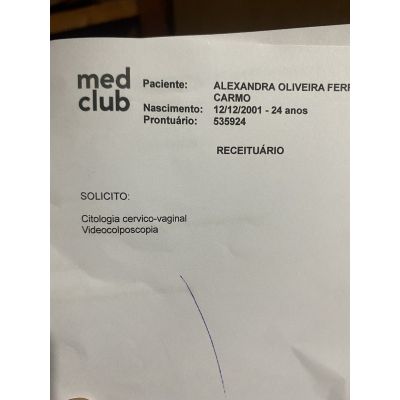 med
club
Paciente: ALEXANDRA OLIVEIRA
CARMO
Nascimento: 12/12/2001 - 24 anos
Prontuário: 535924
RECEITUÁRIO
SOLICITO:
Citologia cervico-vaginal
Videocolposcopia